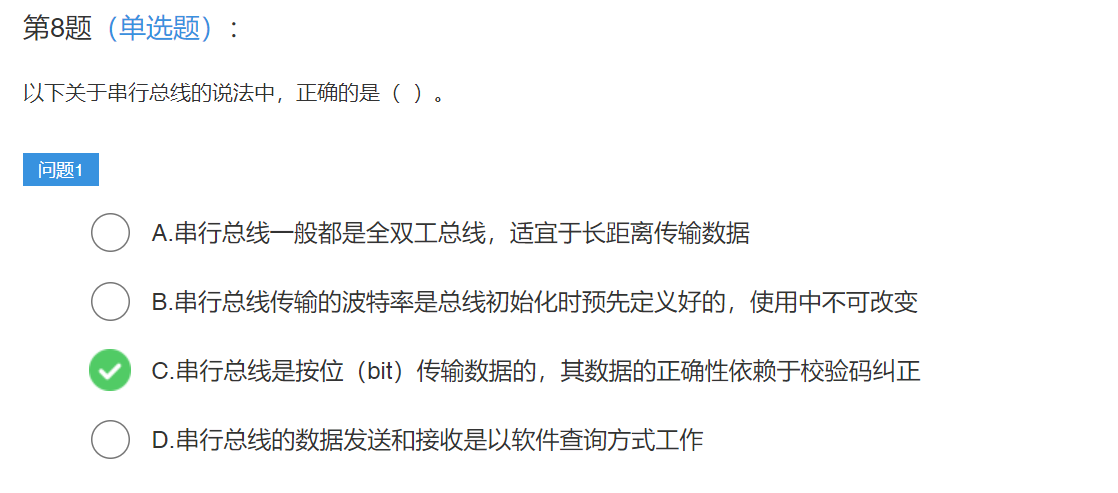 第8题（单选题）：
以下关于串行总线的说法中，正确的是（ ）。
问题1
A.串行总线一般都是全双工总线，适宜于长距离传输数据
B.串行总线传输的波特率是总线初始化时预先定义好的，使用中不可改变
C.串行总线是按位（bit）传输数据的，其数据的正确性依赖于校验码纠正
D.串行总线的数据发送和接收是以软件查询方式工作